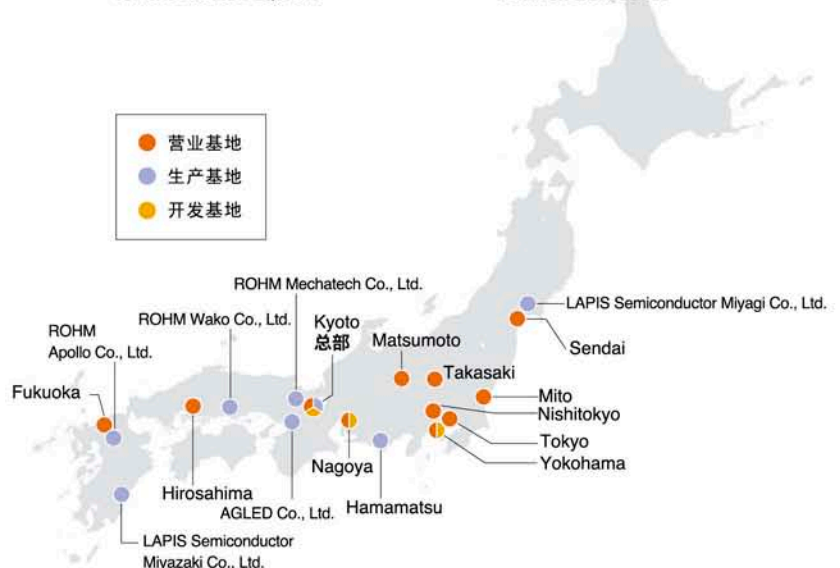 营业基地
生产基地
开发基地
ROHM Mechatech Co., Ltd.
ROHM Wako Co., Ltd.
Kyoto
总部
ROHM
Apollo Co., Ltd.
Matsumoto
LAPIS Semiconductor Miyagi Co., Ltd.
Sendai
Takasaki
Fukuoka
Mito
Nishitokyo
Tokyo
Yokohama
Nagoya
Hirosahima
Hamamatsu
AGLED Co., Ltd.
LAPIS Semiconductor
Miyazaki Co., Ltd.